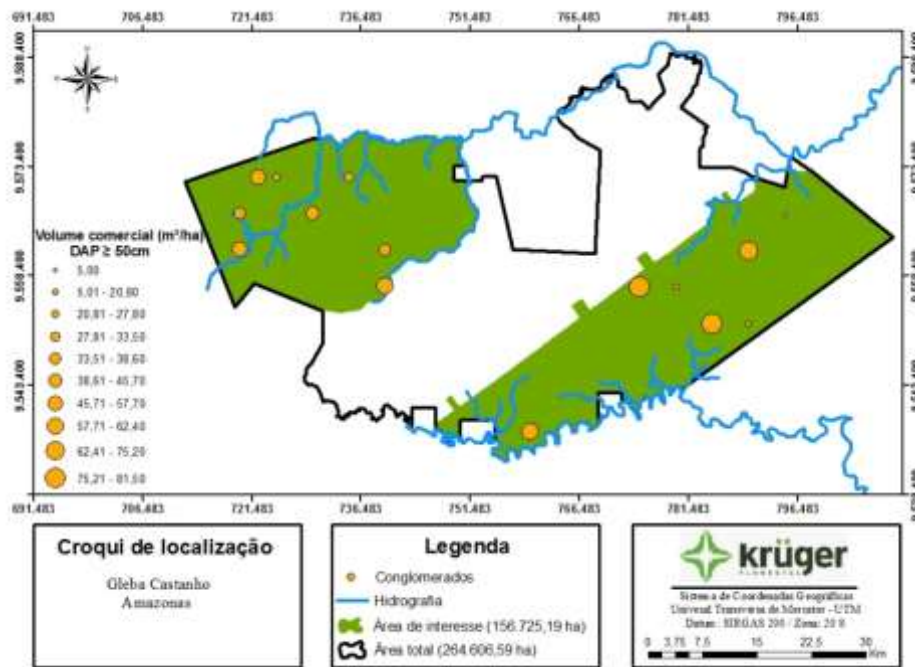 691.483 706.483 721.483 736.483 751.483 766.483 781.483 796.483
9.588.400
9.573.400 9.573.400
Volume comercial (m³/ha)
DAP ≥ 50cm
5,00
5,01 - 20,80
20,81 - 27,80
27,81 - 33,50
33,51 - 38,60
38,61 - 45,70
45,71 - 57,70
57,71 - 62,40
62,41 - 75,20
75,21 - 81,50
9.558.400
9.543.400
691.483 706.483 721.483 736.483 751.483 766.483 781.483 796.483
Croqui de localização
Gleba Castanho
Amazonas
Legenda
Conglomerados
Hidrografia
Área de interesse (156.725,19 ha)
Área total (264.606,59 ha)
krüger
FLORESTAL
Sistema de Coordenadas Geográficas
Universal Transversa de Mercator - UTM
Datum: SIRGAS 200 / Zona: 20 S
0 3,75 7,5 15 22,5 30
Km